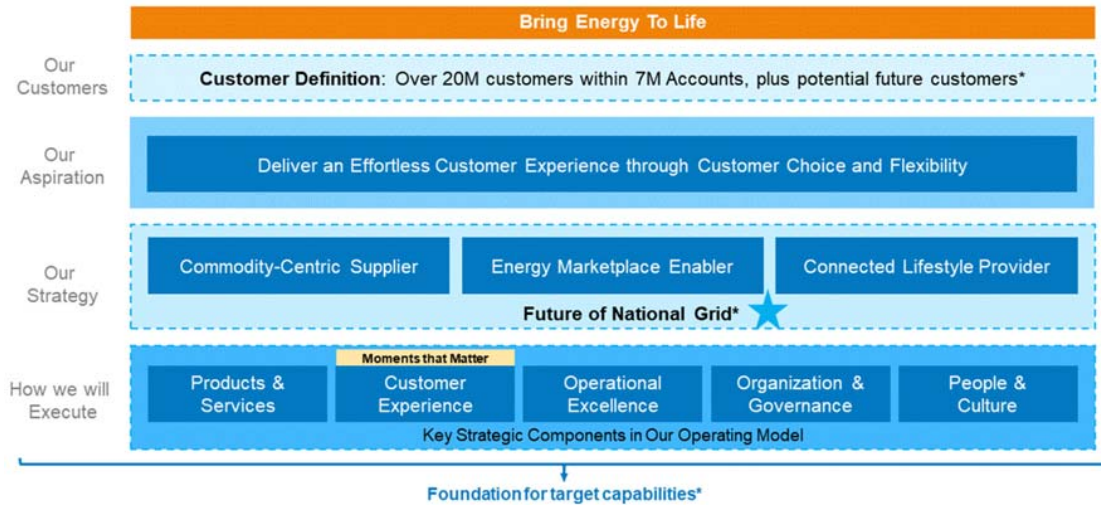 Bring Energy To Life
Our
Customers
Customer Definition: Over 20M customers within 7M Accounts, plus potential future customers*
Our
Aspiration
Deliver an Effortless Customer Experience through Customer Choice and Flexibility
Our
Strategy
Commodity-Centric Supplier
Energy Marketplace Enabler
Connected Lifestyle Provider
Future of National Grid*
How we will
Execute
Moments that Matter
Products &
Services
Customer
Experience
Operational
Excellence
Organization &
Governance
People &
Culture
Key Strategic Components in Our Operating Model
Foundation for target capabilities*